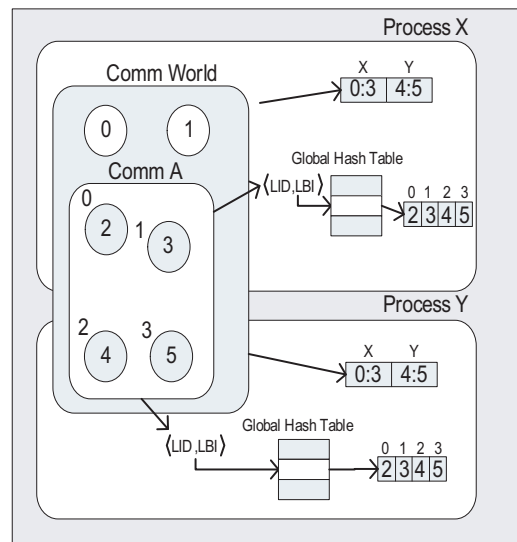 Process X
Comm World
X Y
0:3 4:5
0 1
Global Hash Table
Comm A
⟨LID,LBI⟩
0 1 2 3
2 3 4 5
0
2
1
3
Process Y
2
4
3
5
X Y
0:3 4:5
Global Hash Table
⟨LID,LBI⟩
0 1 2 3
2 3 4 5